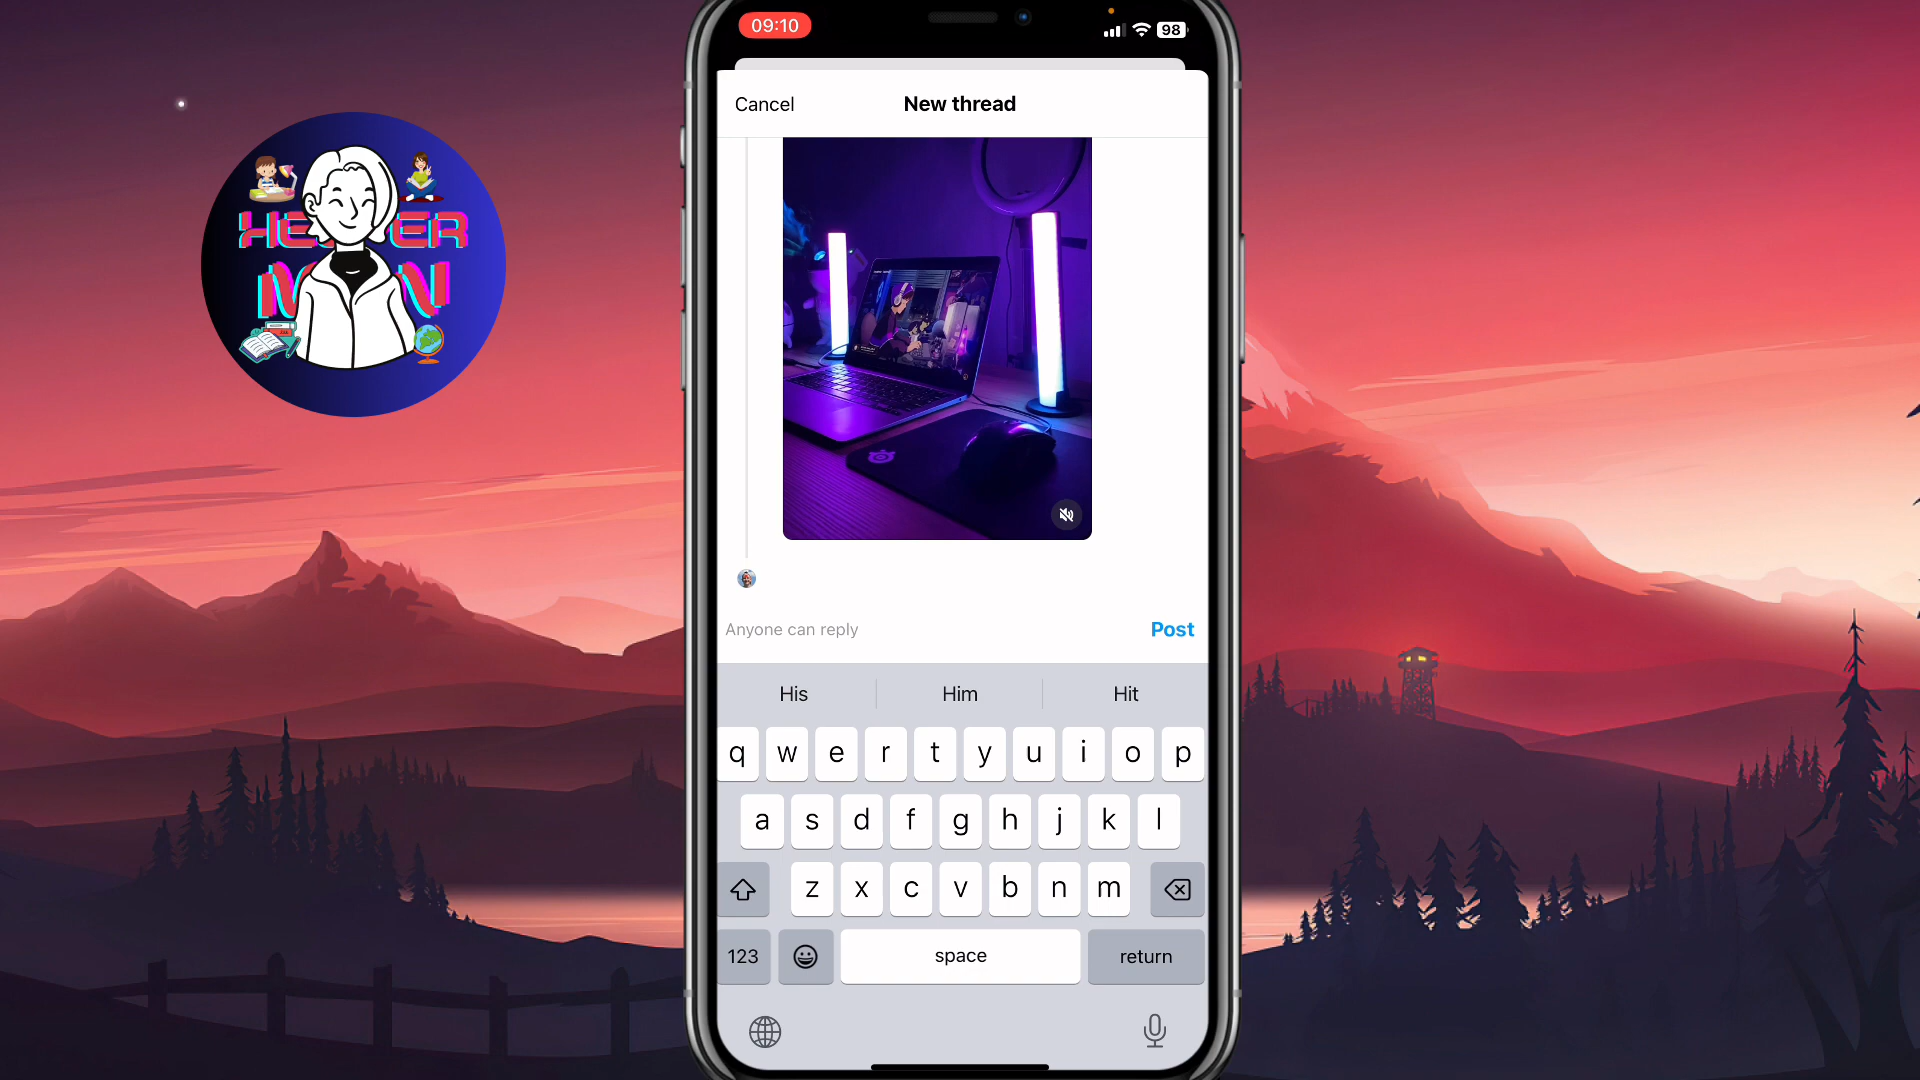 09:10
98
Cancel
New thread
Anyone can reply
Post
His
Him
Hit
q w e r t y u i o p
a s d f g h j k l
z x c v b n m
123
space
return